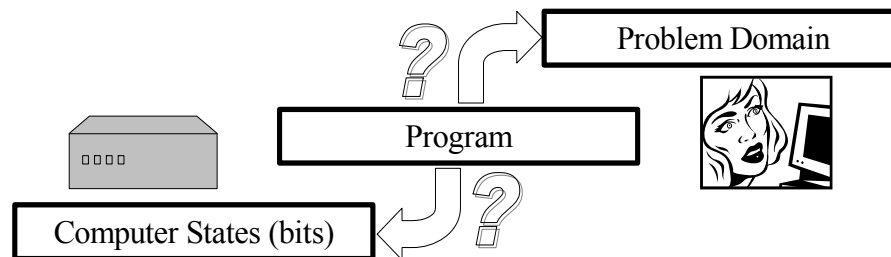 Problem Domain
?
Program
?
Computer States (bits)